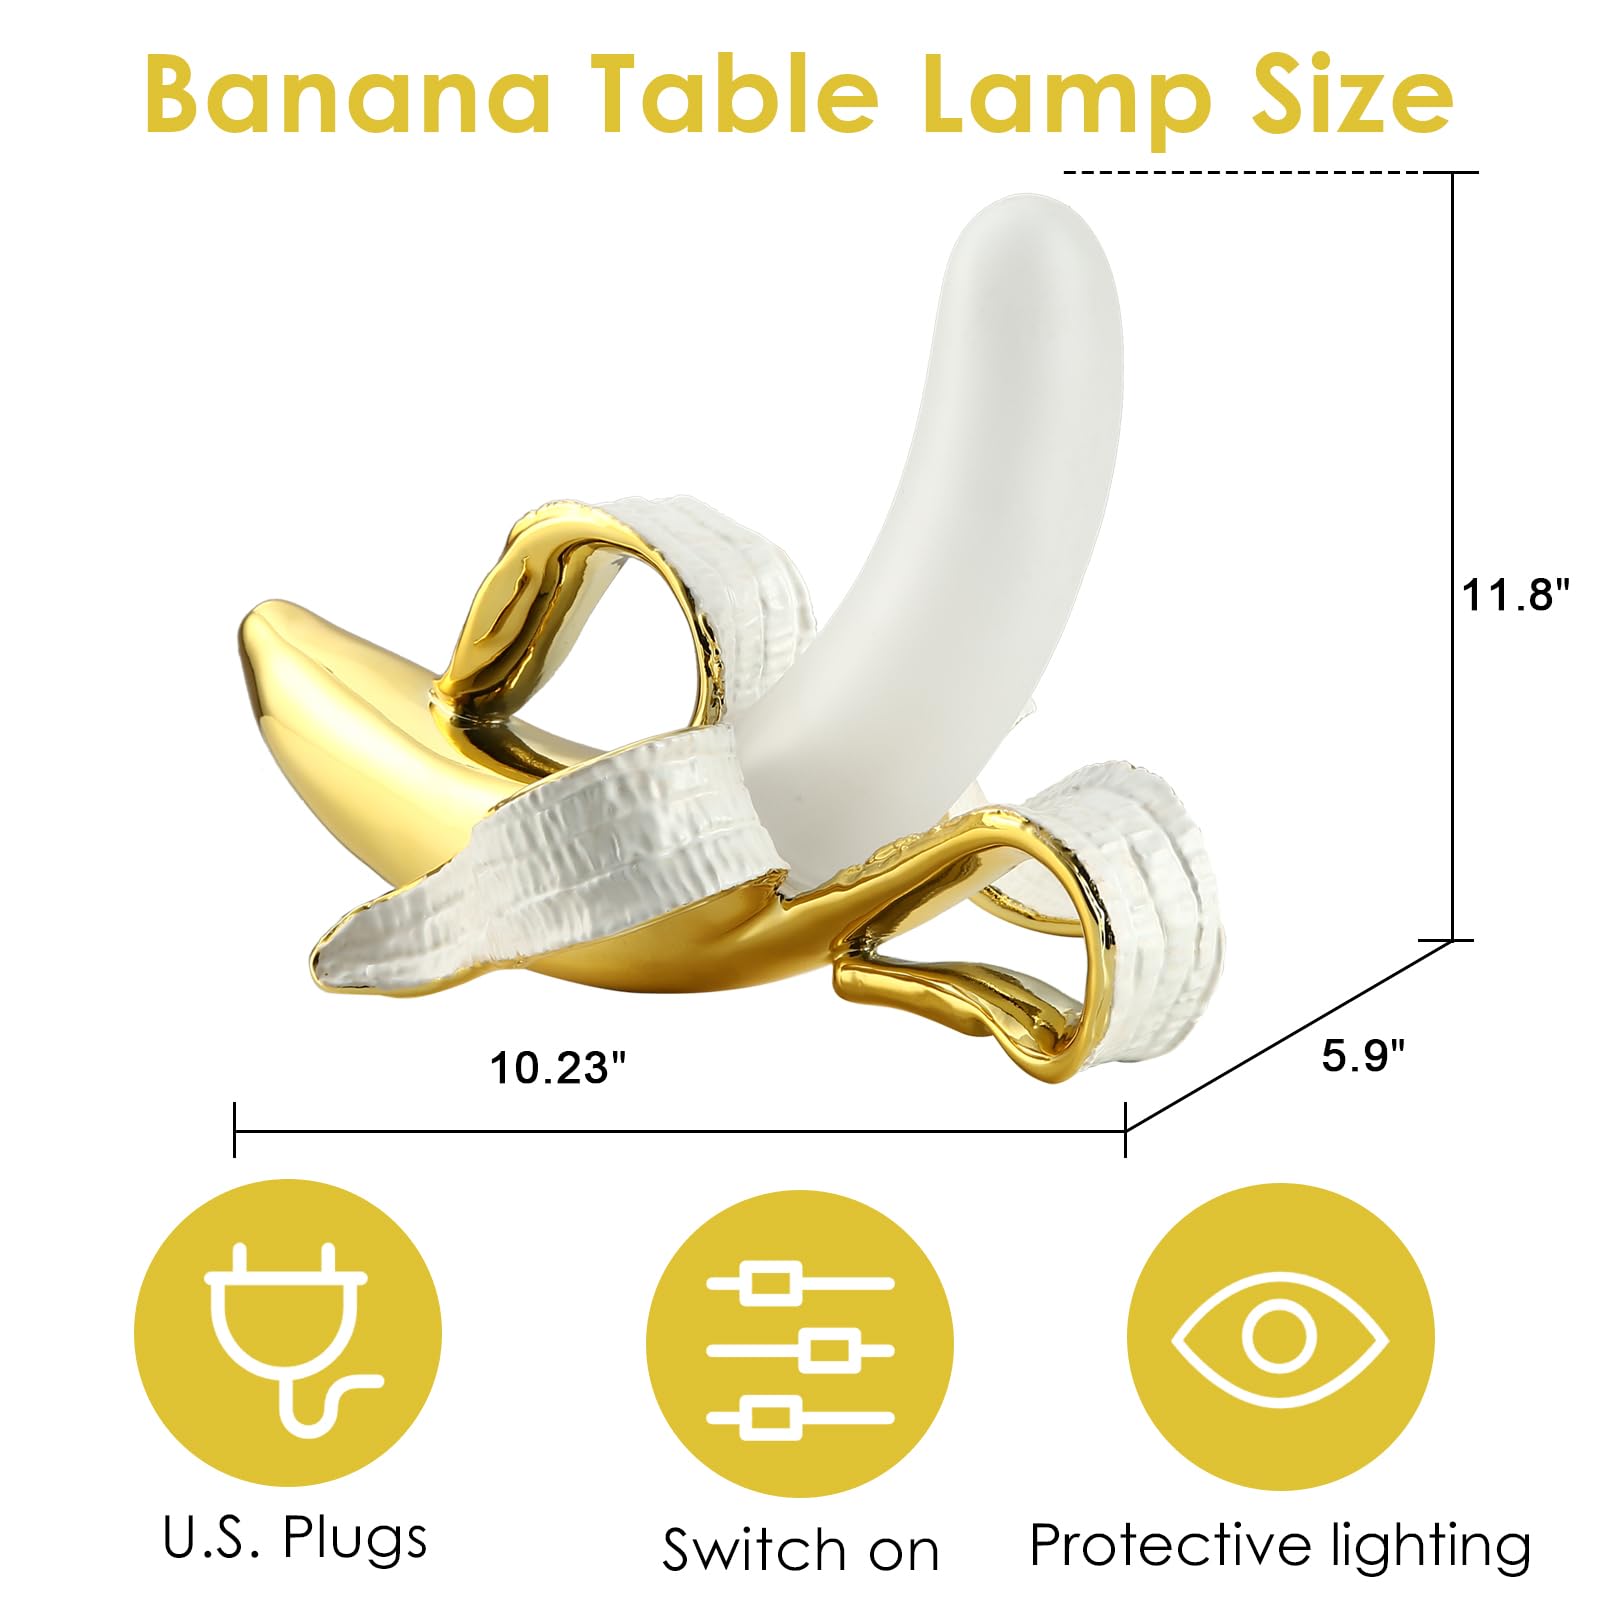 Banana Table Lamp Size
11.8"
10.23"
5.9"
U.S. Plugs
Switch on
Protective lighting